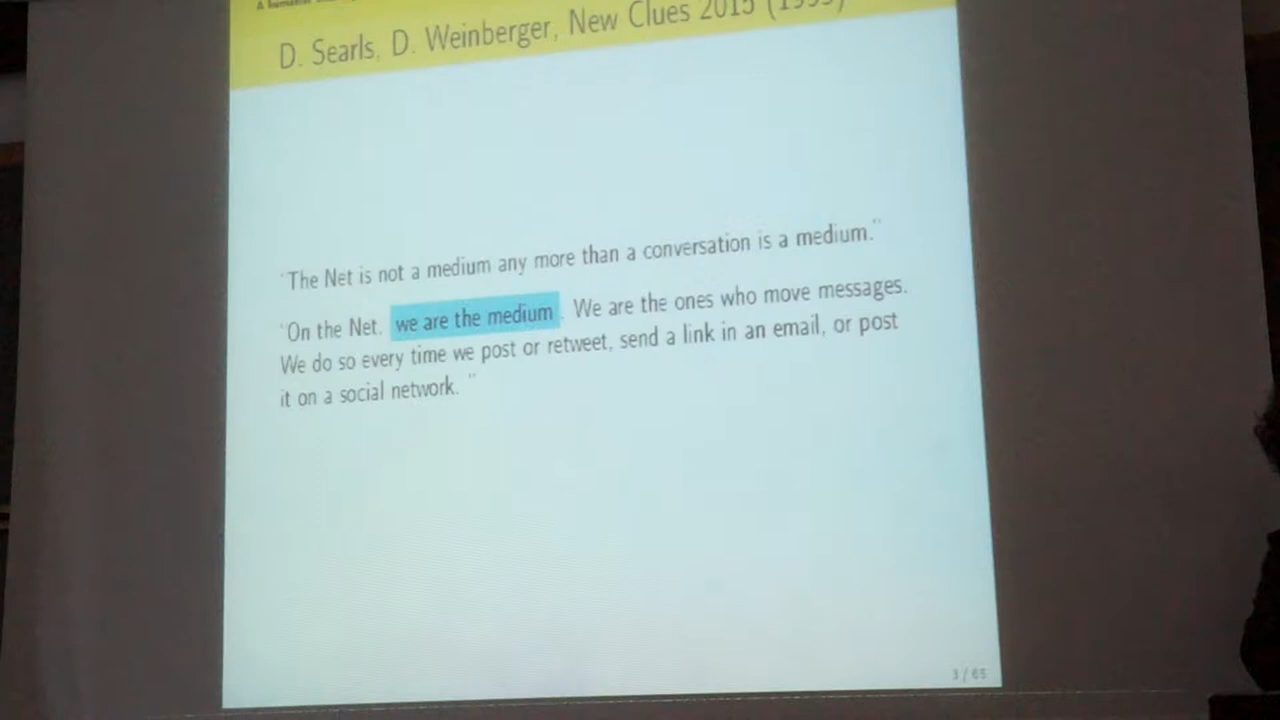 D. Searls, D. Weinberger, New Clues 2015 (1999)
"The Net is not a medium any more than a conversation is a medium."
"On the Net, we are the medium . We are the ones who move messages.
We do so every time we post or retweet, send a link in an email, or post
it on a social network. "
3 / 65